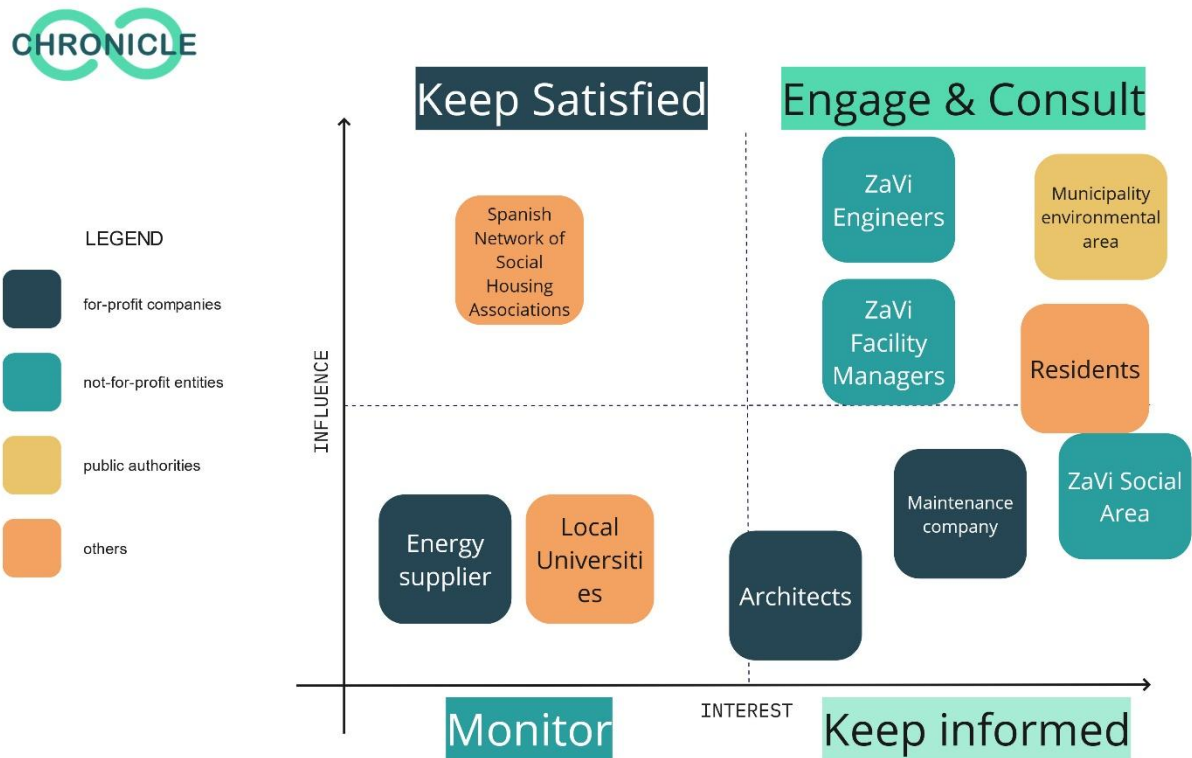 CHRONICLE
Keep Satisfied
Engage & Consult
LEGEND
for-profit companies
not-for-profit entities
public authorities
others
INFLUENCE
Spanish
Network of
Social
Housing
Associations
ZaVi
Engineers
Municipality
environmental
area
ZaVi
Facility
Managers
Residents
Energy
supplier
Local
Universiti
es
Architects
Maintenance
company
ZaVi Social
Area
INTEREST
Monitor
Keep informed